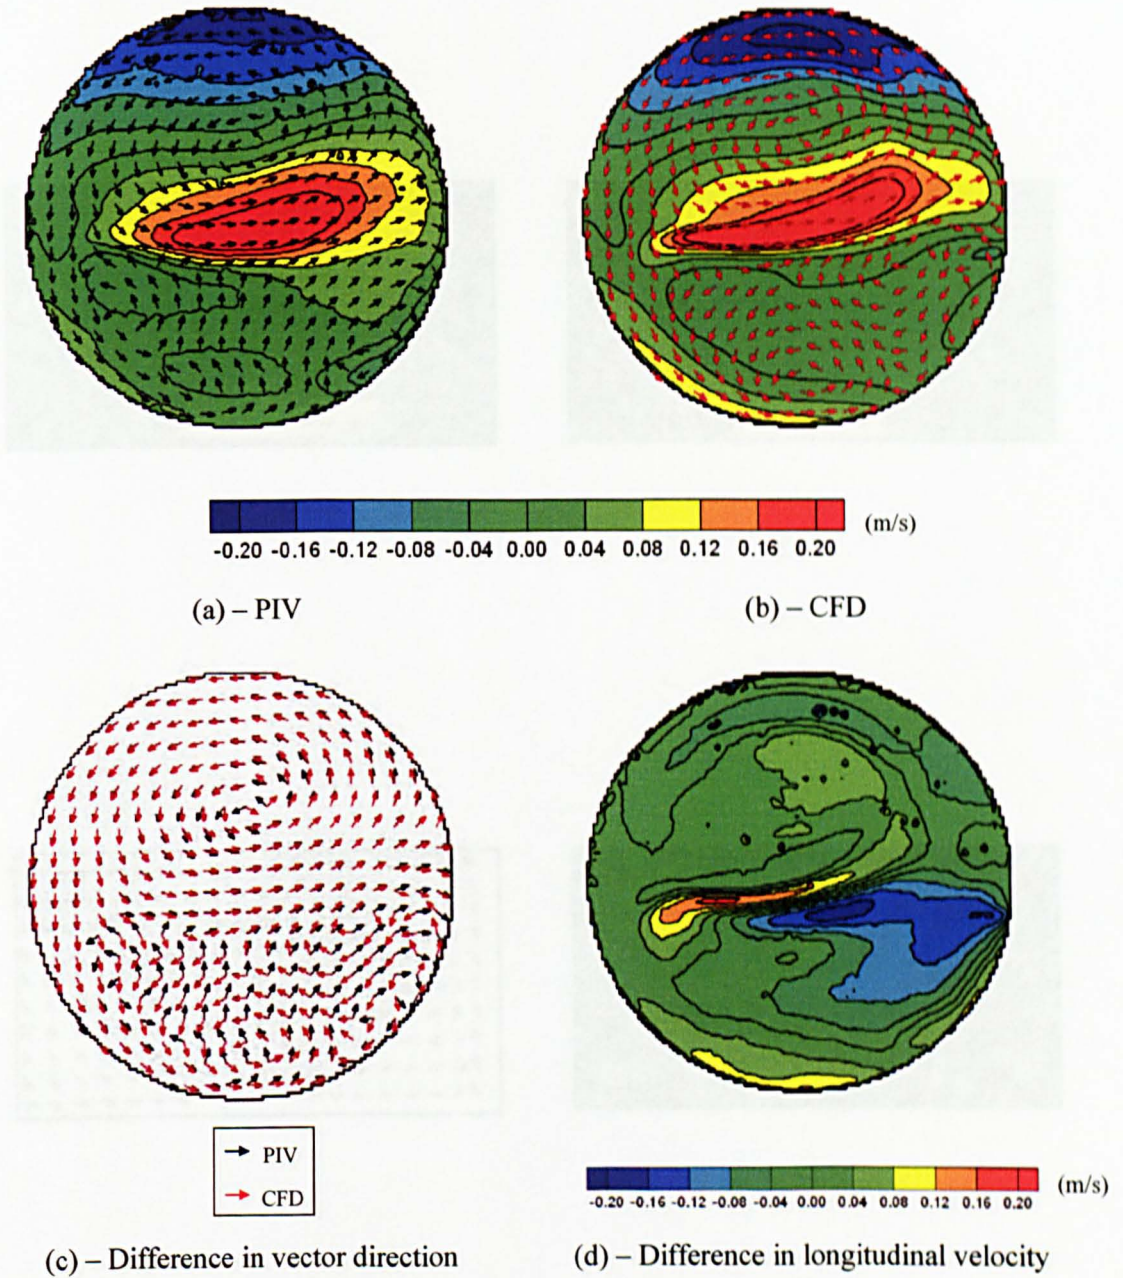 -0.20 -0.16 -0.12 -0.08 -0.04 0.00 0.04 0.08 0.12 0.16 0.20 (m/s)
(a) – PIV
(b) – CFD
PIV
CFD
-0.20 -0.16 -0.12 -0.08 -0.04 0.00 0.04 0.08 0.12 0.16 0.20 (m/s)
(c) – Difference in vector direction
(d) – Difference in longitudinal velocity